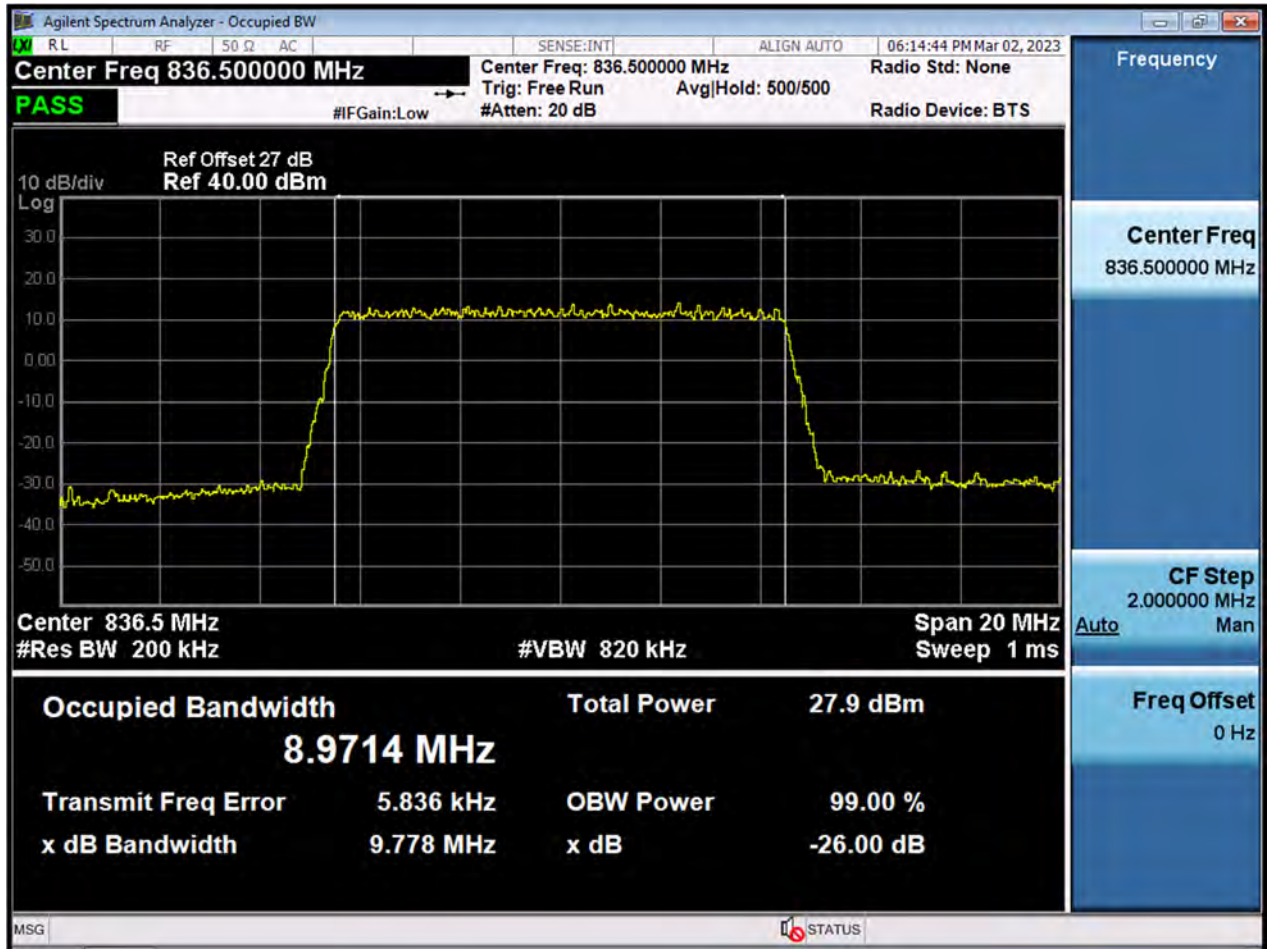 Agilent Spectrum Analyzer - Occupied BW
RL RF 50 Ω AC SENSE:INT ALIGN AUTO 06:14:44 PM Mar 02, 2023
Center Freq 836.500000 MHz
PASS
#IFGain:Low
Center Freq: 836.500000 MHz
Trig: Free Run Avg|Hold: 500/500
#Atten: 20 dB
Radio Std: None
Radio Device: BTS
Ref Offset 27 dB
10 dB/div Ref 40.00 dBm
Log
30.0
20.0
10.0
0.00
-10.0
-20.0
-30.0
-40.0
-50.0
Center 836.5 MHz Span 20 MHz
#Res BW 200 kHz #VBW 820 kHz Sweep 1 ms
Occupied Bandwidth Total Power 27.9 dBm
8.9714 MHz
Transmit Freq Error 5.836 kHz OBW Power 99.00 %
x dB Bandwidth 9.778 MHz x dB -26.00 dB
MSG STATUS
Frequency
Center Freq
836.500000 MHz
CF Step
2.000000 MHz
Auto Man
Freq Offset
0 Hz